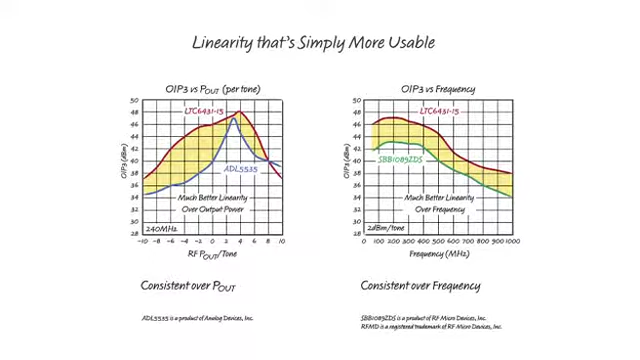 Linearity that's Simply More Usable
OIP3 vs POUT (per tone)
50
48
46
44
42
40
38
36
34
32
30
28
OIP3 (dBm)
LTC6431-15
ADL5535
Much Better Linearity
Over Output Power
240MHz
-10 -8 -6 -4 -2 0 2 4 6 8 10
RF POUT/Tone
Consistent over POUT
ADL5535 is a product of Analog Devices, Inc.
OIP3 vs Frequency
50
48
46
44
42
40
38
36
34
32
30
28
OIP3 (dBm)
LTC6431-15
SBB1089ZDS
Much Better Linearity
Over Frequency
2dBm/tone
0 100 200 300 400 500 600 700 800 900 1000
Frequency (MHz)
Consistent over Frequency
SBB1089ZDS is a product of RF Micro Devices, Inc.
RFMD is a registered trademark of RF Micro Devices, Inc.